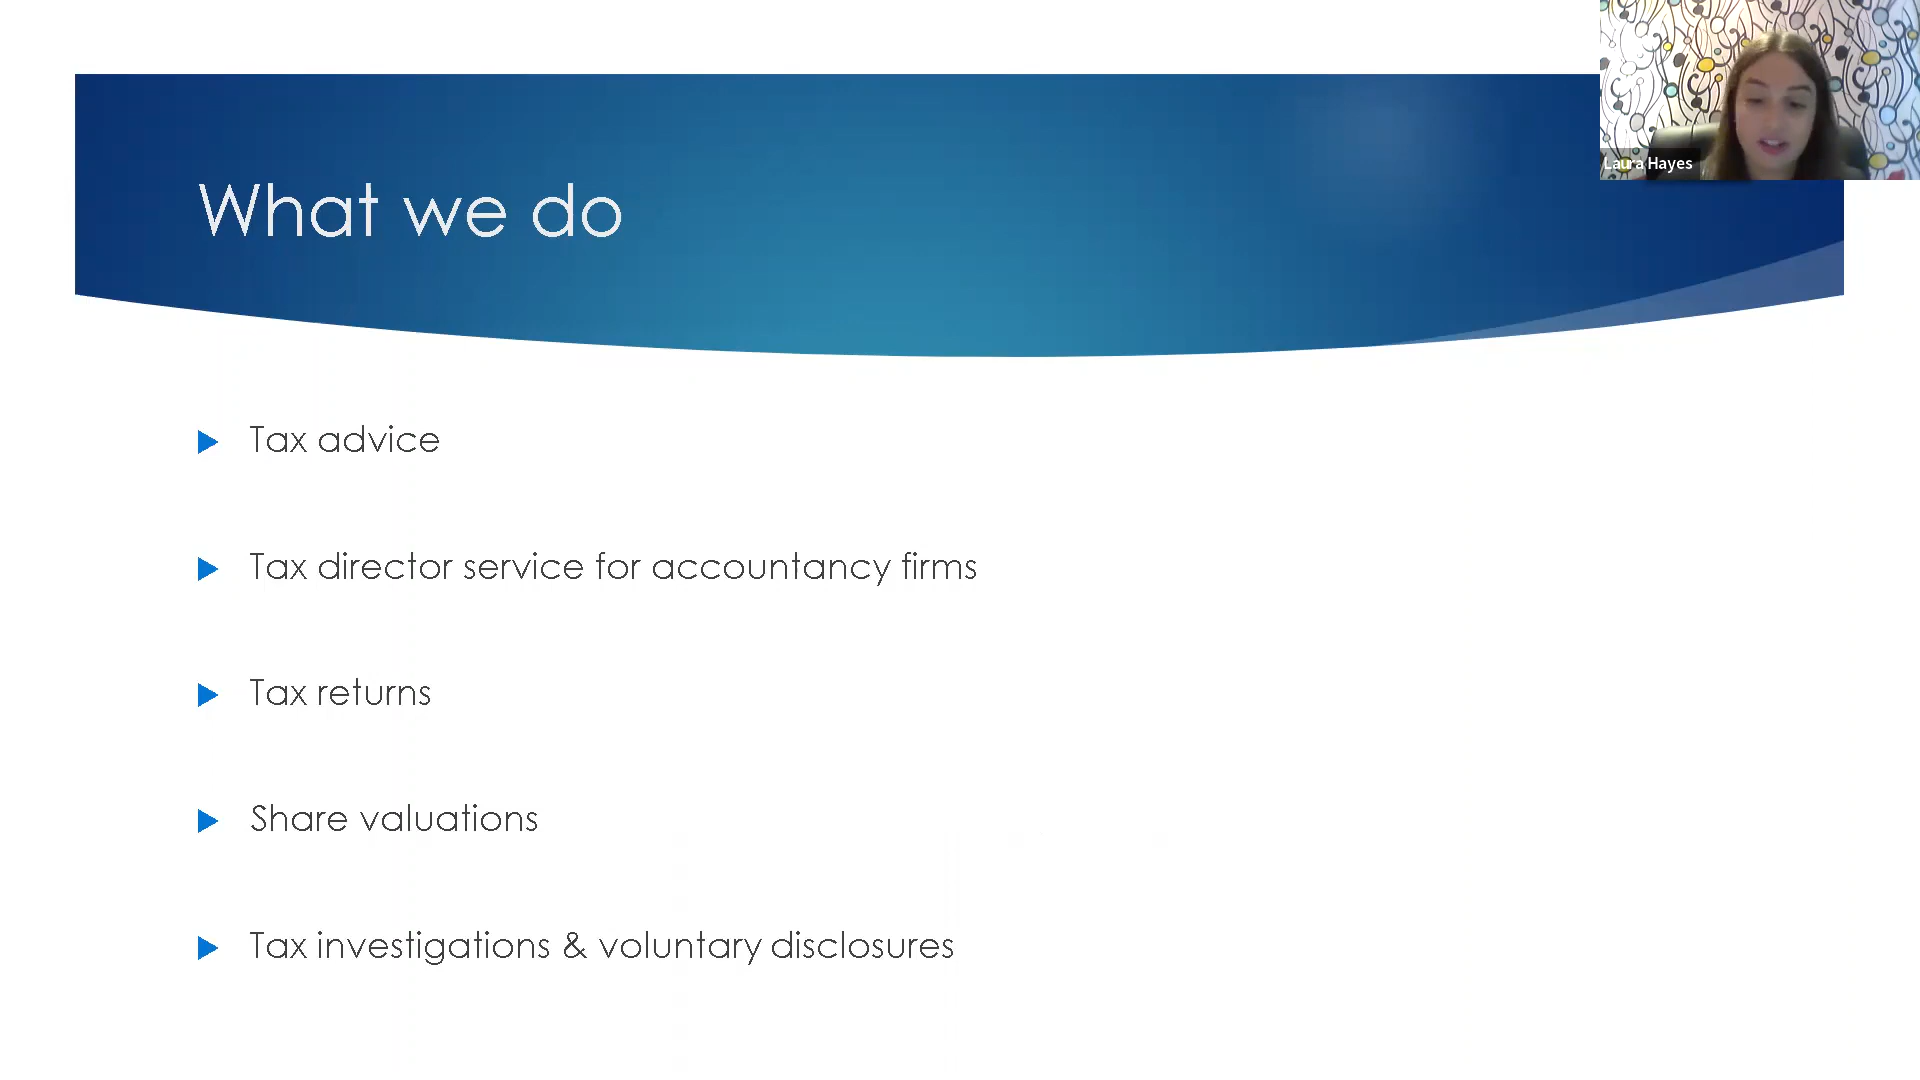 What we do
Laura Hayes
Tax advice
Tax director service for accountancy firms
Tax returns
Share valuations
Tax investigations & voluntary disclosures